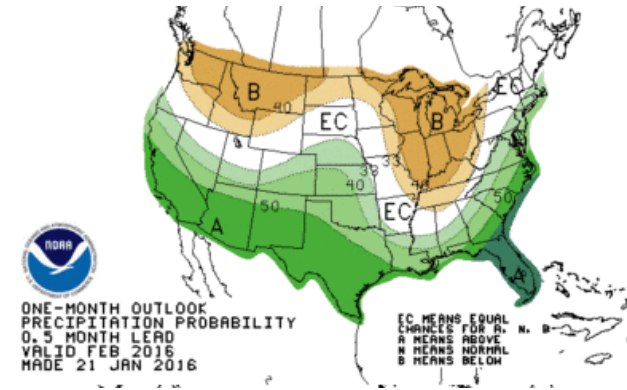 EC
B
40
EC
B
33
33
40
40
EC
50
50
A
A
NOAA
ONE-MONTH OUTLOOK
PRECIPITATION PROBABILITY
0.5 MONTH LEAD
VALID FEB 2016
MADE 21 JAN 2016
EC MEANS EQUAL
CHANCES FOR A, N, B
A MEANS ABOVE
N MEANS NORMAL
B MEANS BELOW